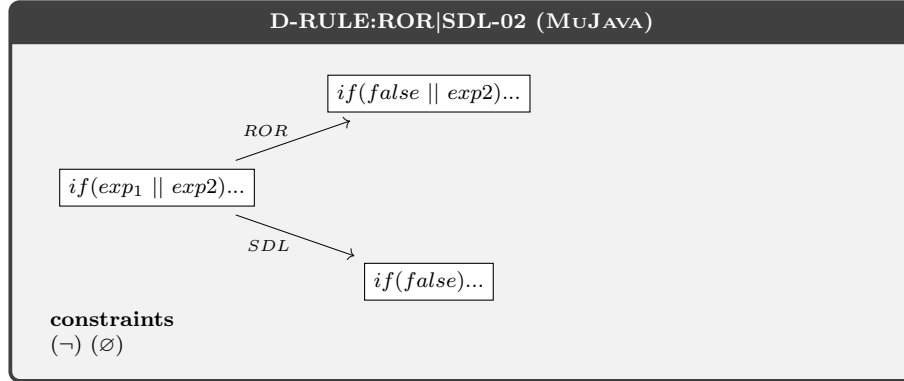 D-RULE:ROR|SDL-02 (MuJava)
if(false || exp2)...
ROR
if(exp₁ || exp2)...
SDL
if(false)...
constraints
(¬) (∅)